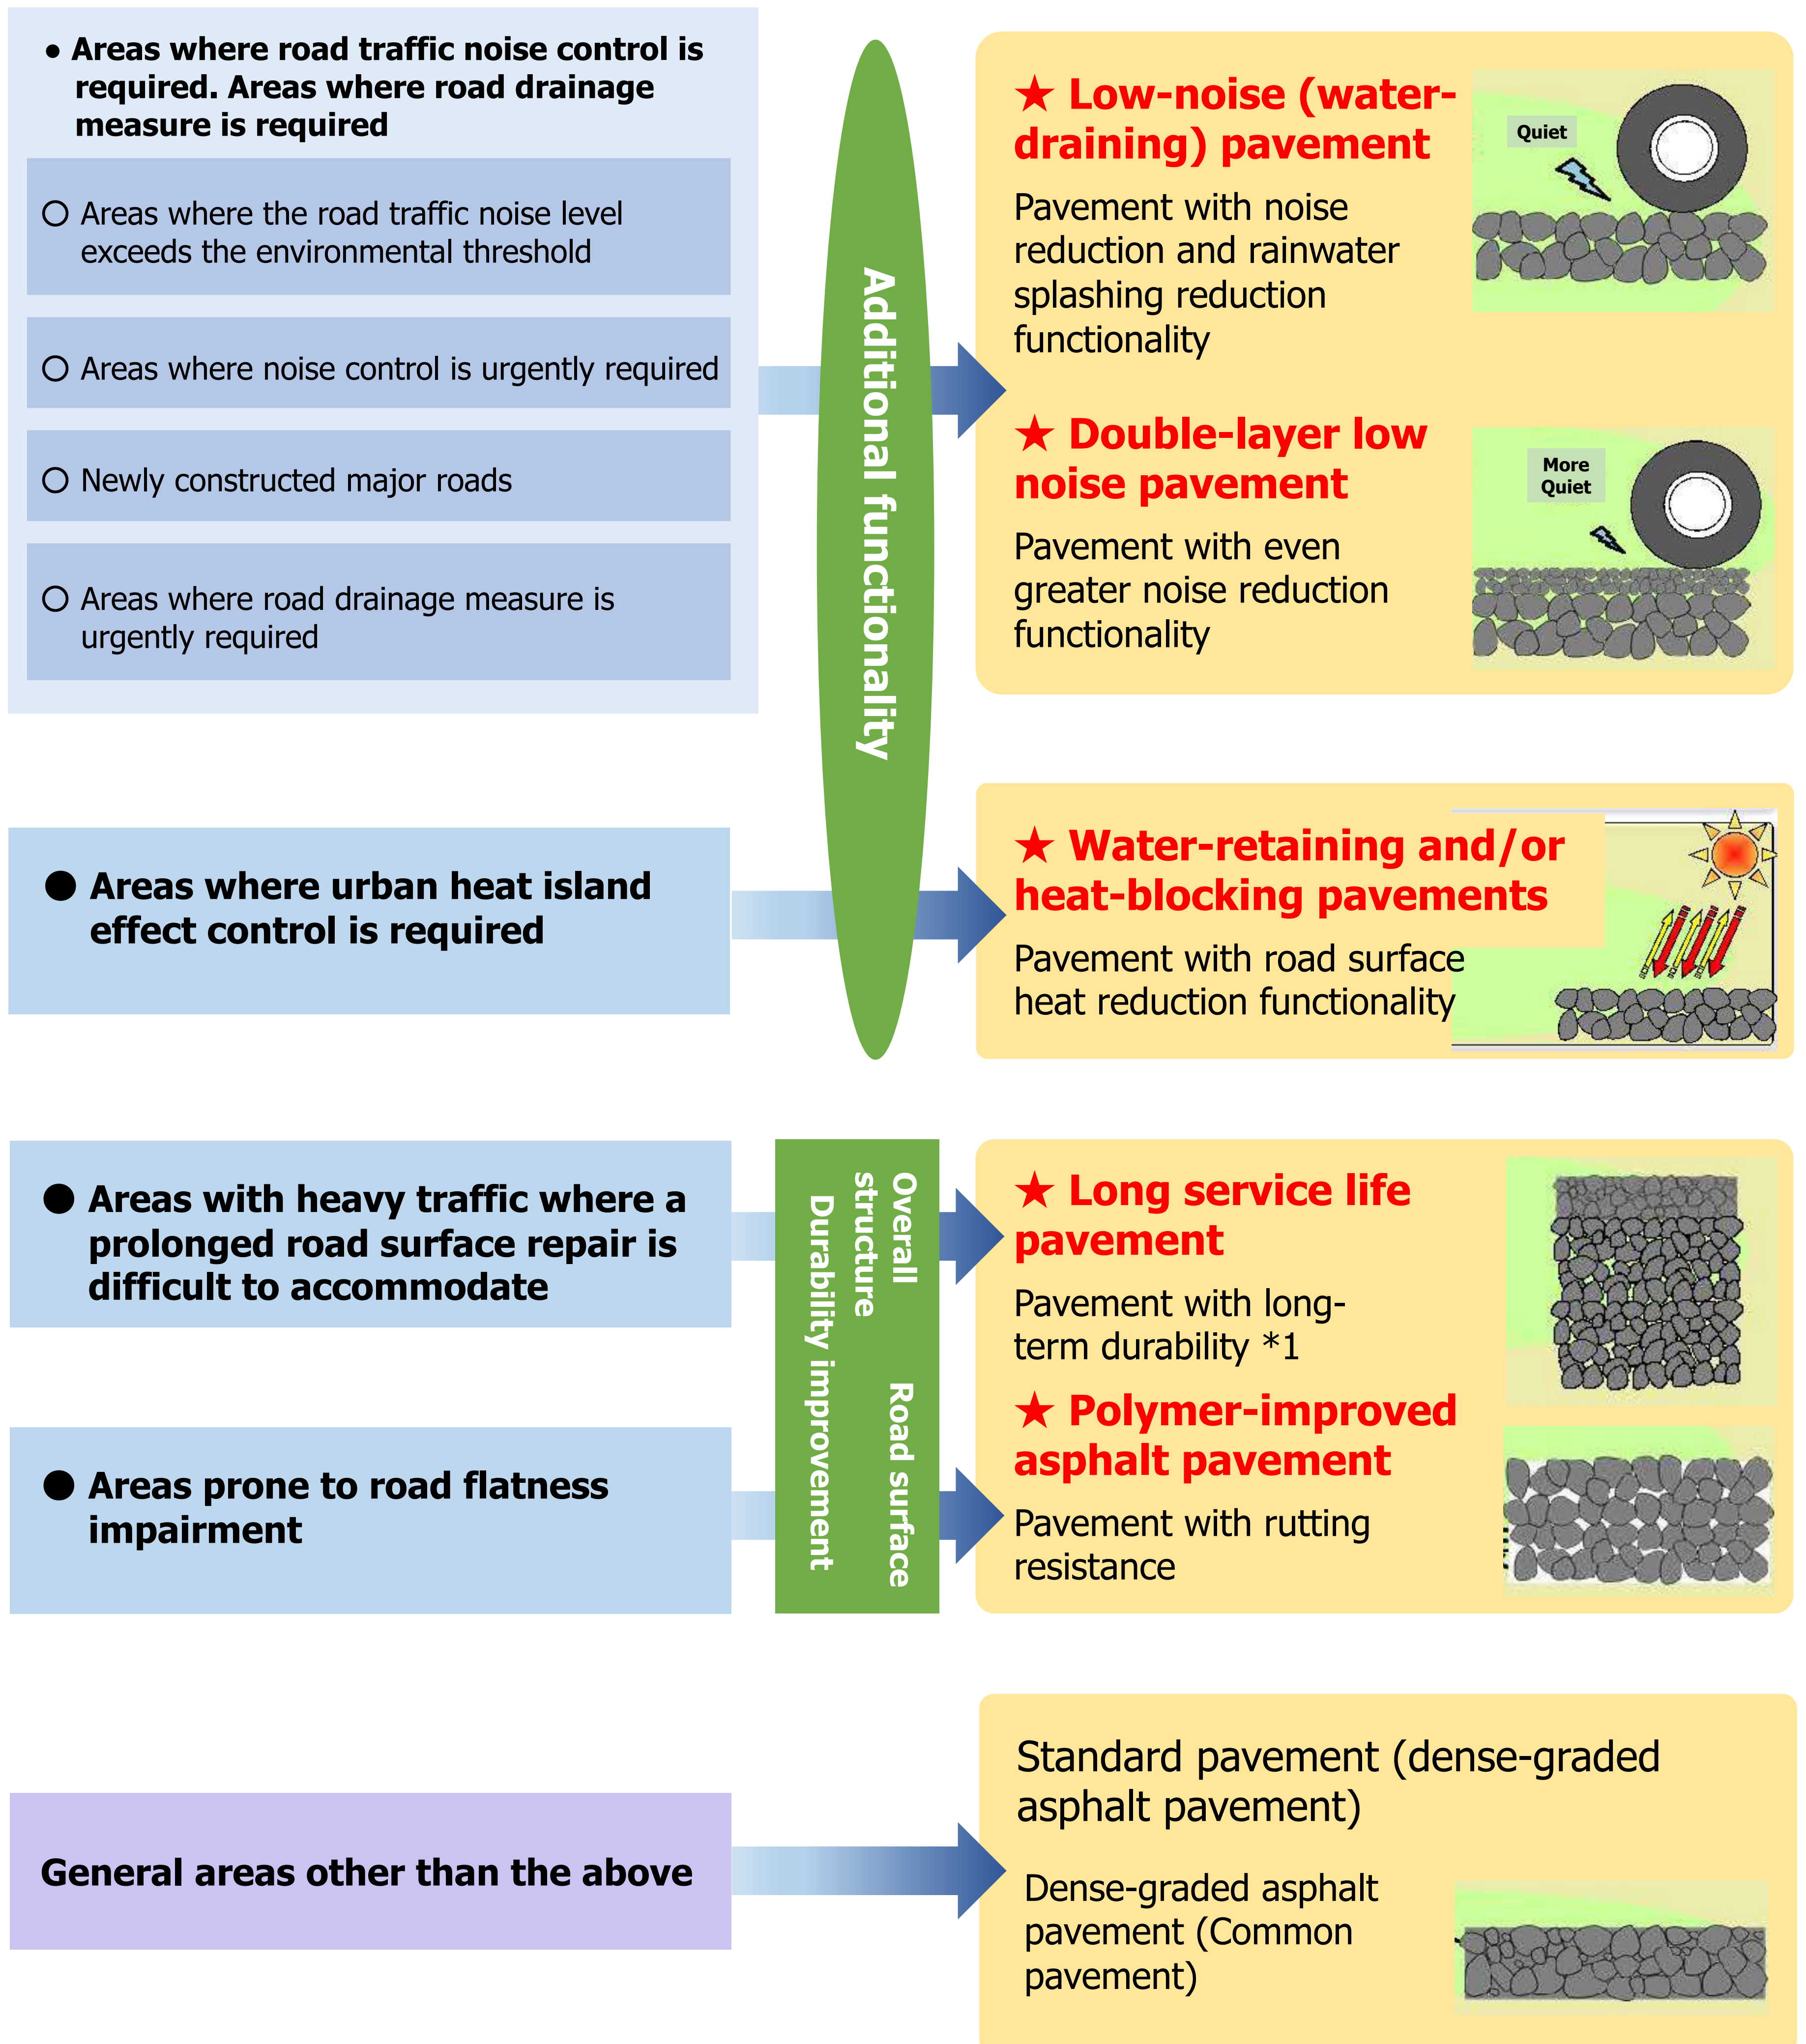 ● Areas where road traffic noise control is
required. Areas where road drainage
measure is required
○ Areas where the road traffic noise level
exceeds the environmental threshold
○ Areas where noise control is urgently required
○ Newly constructed major roads
○ Areas where road drainage measure is
urgently required
Additional functionality
★ Low-noise (water-
draining) pavement
Pavement with noise
reduction and rainwater
splashing reduction
functionality
Quiet
★ Double-layer low
noise pavement
Pavement with even
greater noise reduction
functionality
More
Quiet
● Areas where urban heat island
effect control is required
★ Water-retaining and/or
heat-blocking pavements
Pavement with road surface
heat reduction functionality
● Areas with heavy traffic where a
prolonged road surface repair is
difficult to accommodate
● Areas prone to road flatness
impairment
Overall
structure
Road surface
Durability improvement
★ Long service life
pavement
Pavement with long-
term durability *1
★ Polymer-improved
asphalt pavement
Pavement with rutting
resistance
General areas other than the above
Standard pavement (dense-graded
asphalt pavement)
Dense-graded asphalt
pavement (Common
pavement)